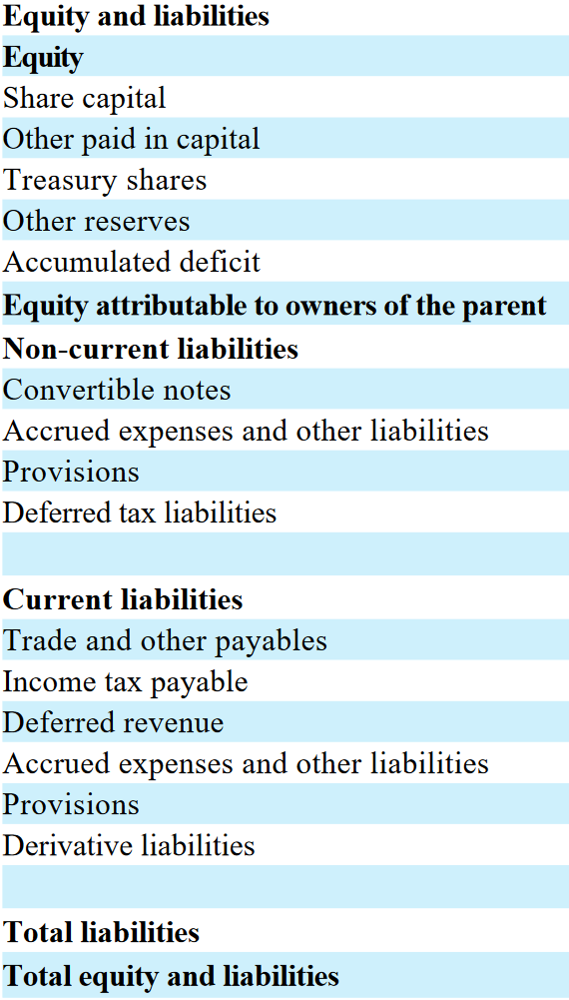 Equity and liabilities
Equity
Share capital
Other paid in capital
Treasury shares
Other reserves
Accumulated deficit
Equity attributable to owners of the parent
Non-current liabilities
Convertible notes
Accrued expenses and other liabilities
Provisions
Deferred tax liabilities
Current liabilities
Trade and other payables
Income tax payable
Deferred revenue
Accrued expenses and other liabilities
Provisions
Derivative liabilities
Total liabilities
Total equity and liabilities